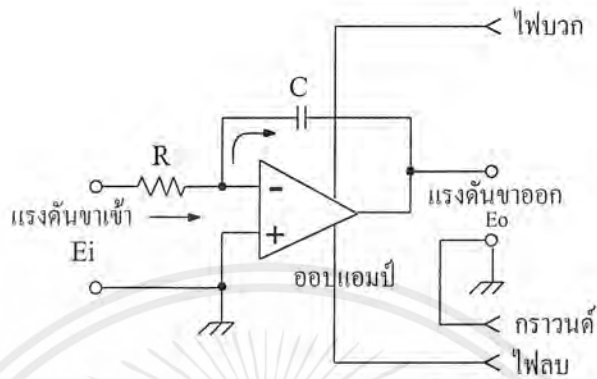 ไฟบวก
C
R
-
แรงดันขาเข้า
+
แรงดันขาออก
Ei
Eo
ออปแอมป์
กราวนด์
ไฟลบ